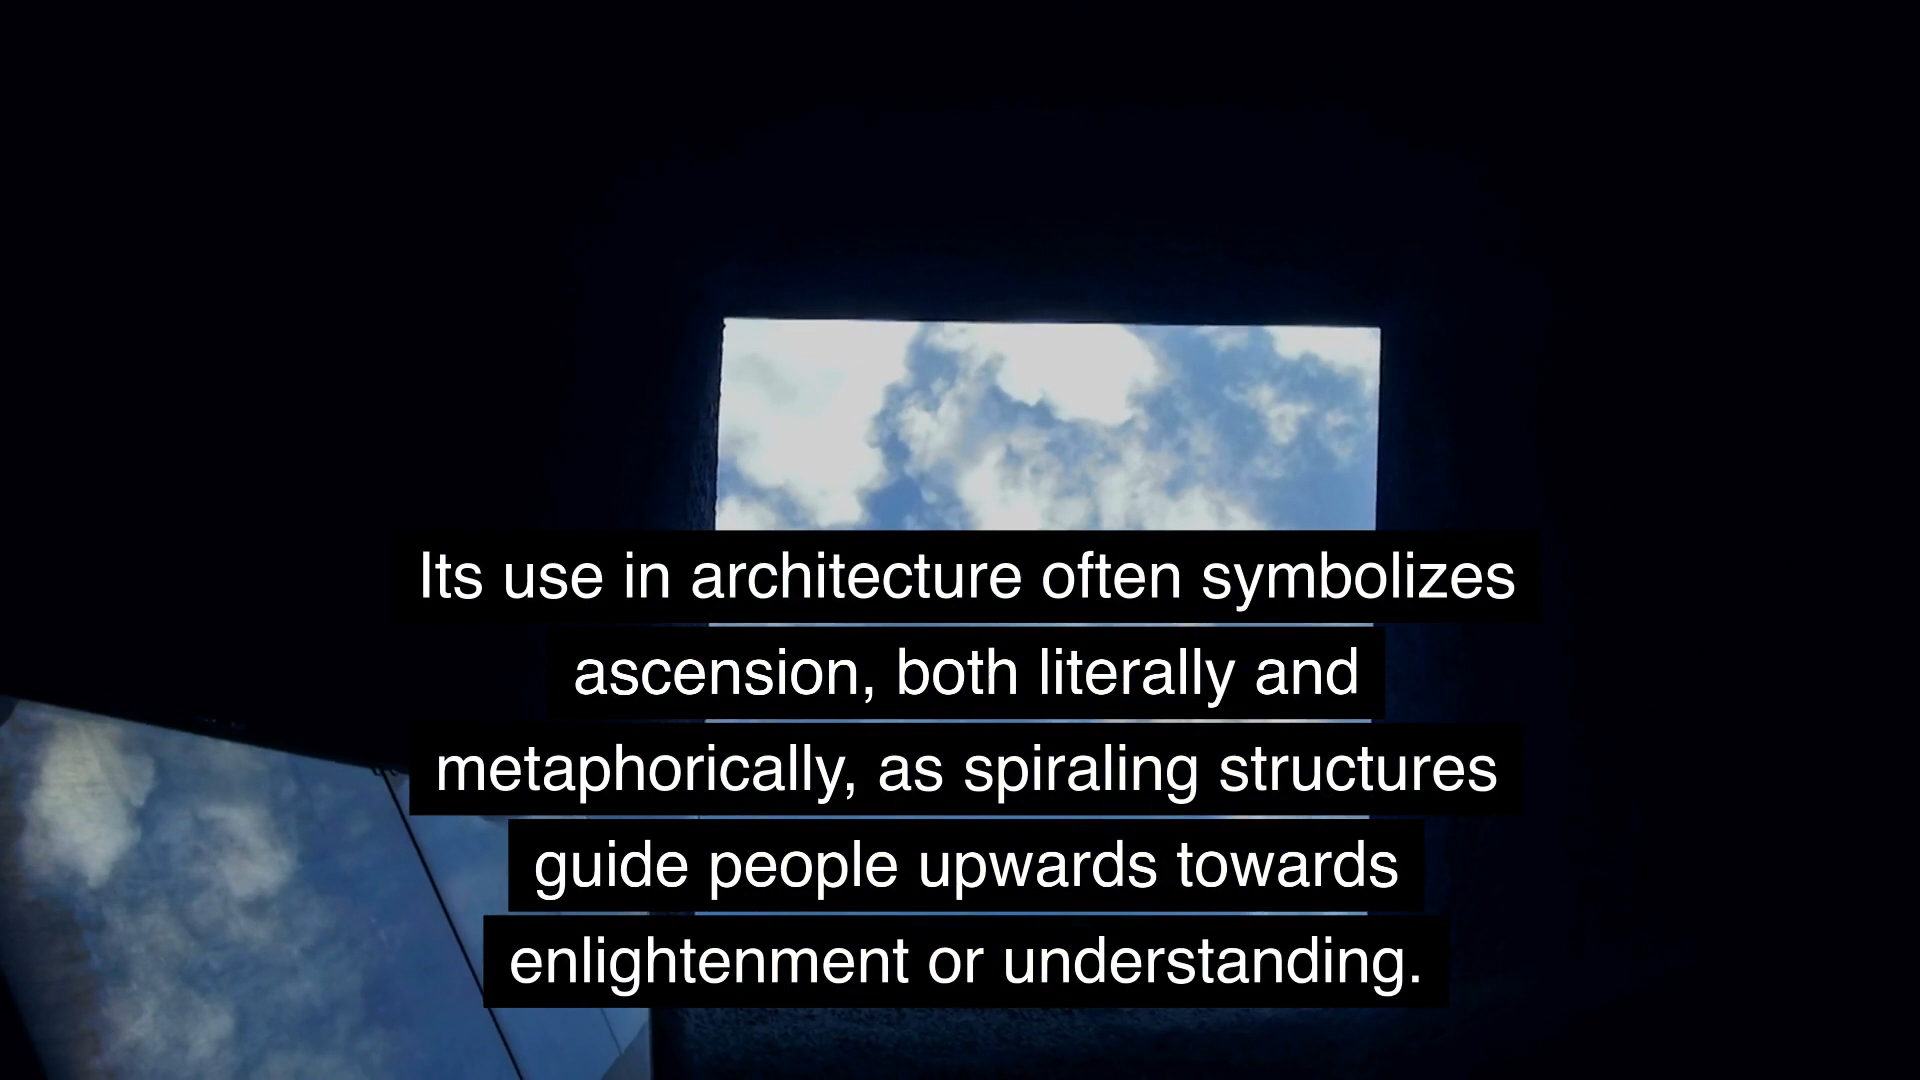 Its use in architecture often symbolizes
ascension, both literally and
metaphorically, as spiraling structures
guide people upwards towards
enlightenment or understanding.